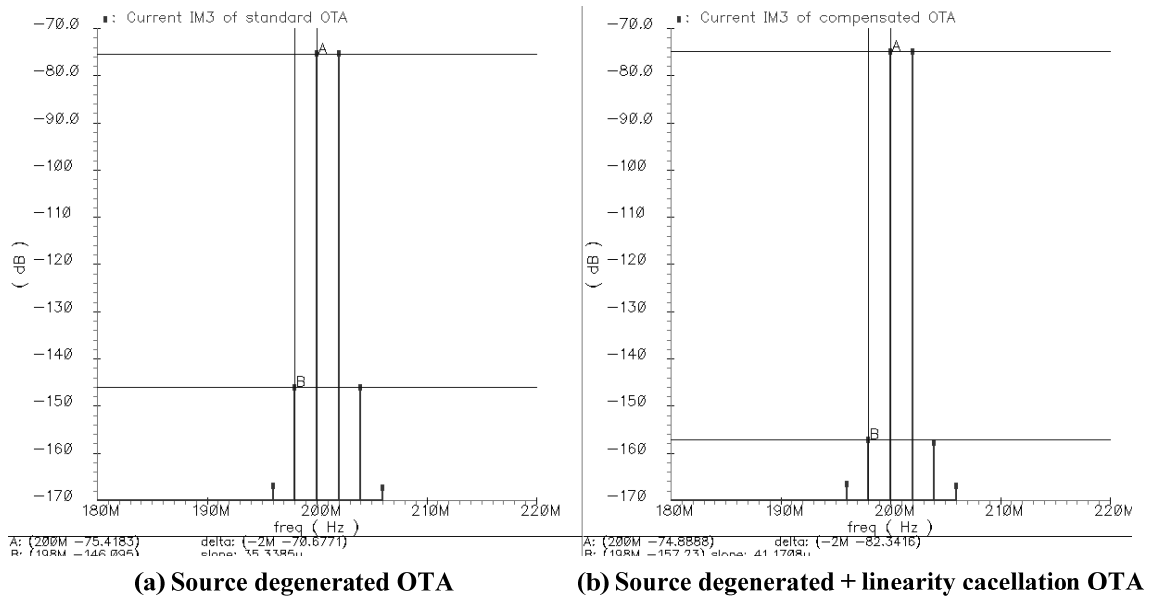 : Current IM3 of standard OTA
-70.0
-80.0
-90.0
-100
-110
-120
-130
-140
-150
-160
-170
( dB )
A
B
180M
190M
200M
210M
220M
freq ( Hz )
A: (200M -75.4183) delta: (-2M -70.6771)
B: (198M -146.095) slope: 35.3385u
(a) Source degenerated OTA
: Current IM3 of compensated OTA
-70.0
-80.0
-90.0
-100
-110
-120
-130
-140
-150
-160
-170
( dB )
A
B
180M
190M
200M
210M
220M
freq ( Hz )
A: (200M -74.8888) delta: (-2M -82.3416)
B: (198M -157.23) slope: 41.1708u
(b) Source degenerated + linearity cacellation OTA